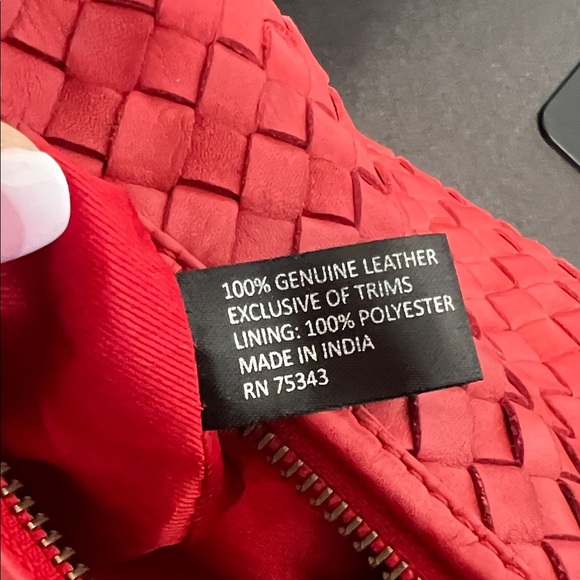 100% GENUINE LEATHER
EXCLUSIVE OF TRIMS
LINING: 100% POLYESTER
MADE IN INDIA
RN 75343